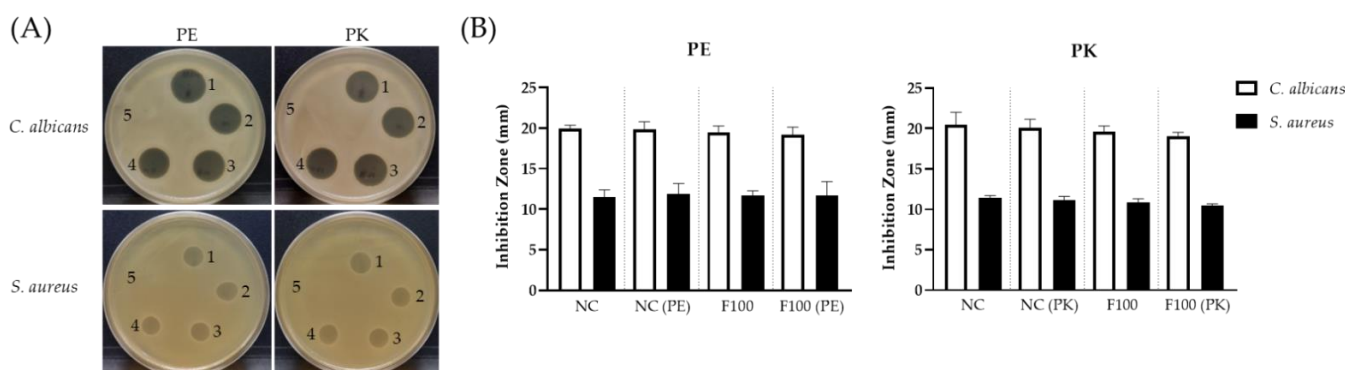 (A)
PE PK
C. albicans
1
5
2
4
3
1
5
2
4
3
S. aureus
1
5
2
4
3
1
5
2
4
3
(B)
PE
Inhibition Zone (mm)
25
20
15
10
5
0
NC NC (PE) F100 F100 (PE)
PK
Inhibition Zone (mm)
25
20
15
10
5
0
NC NC (PK) F100 F100 (PK)
C. albicans
S. aureus